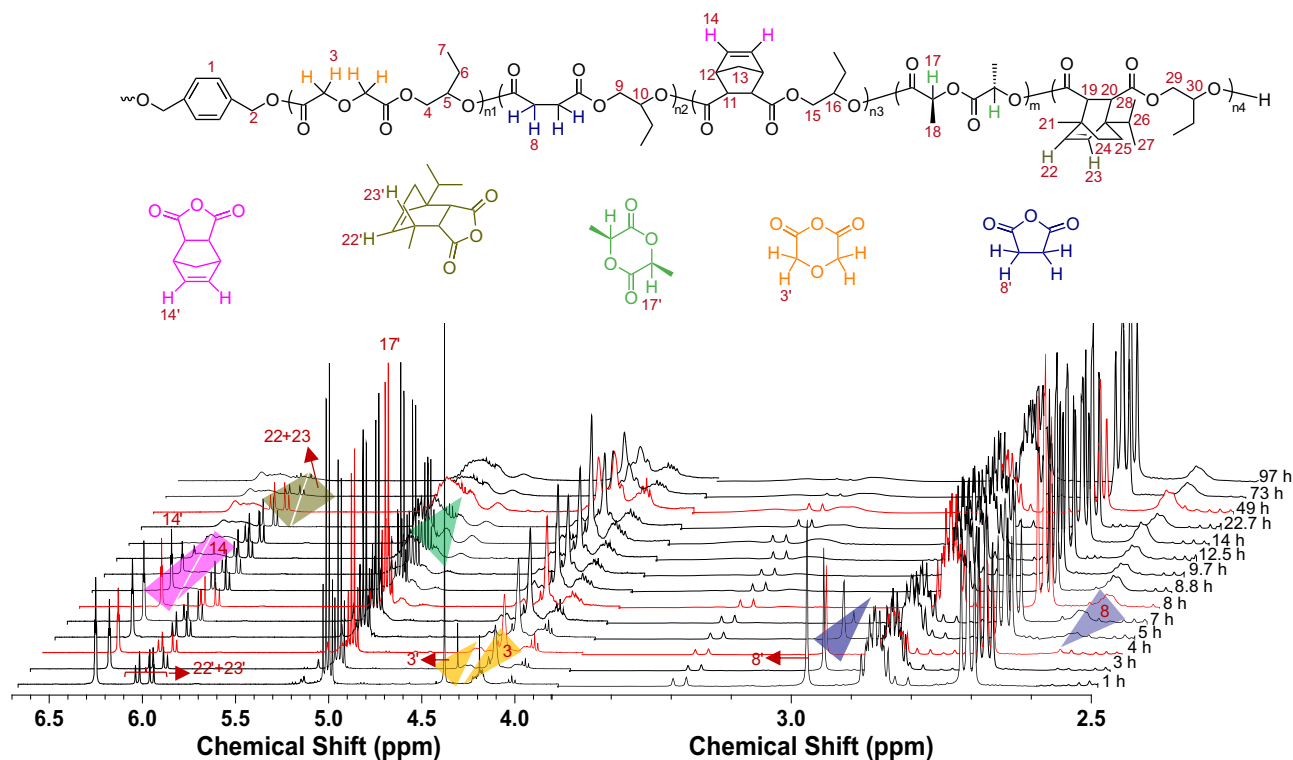 14
H H
7
1
3
H H H H
6
17
H
O O O O
12 13
9
19 20
29
O O O O O O O O O
5
10
11
16
30
O H
2
4
n1
n2
15
n3
m
28
n4
H H
8
O O
18
O
H
21
26
24 25
27
H H
22 23
O O O
H H
14'
23'
H
22'H
O O O
O
H
O
O
H
O
17'
O O O
H H
H O H
3'
O O O
H H
H H
8'
17'
22+23
14'
14
3'
3
8'
8
22'+23'
97 h
73 h
49 h
22.7 h
14 h
12.5 h
9.7 h
8.8 h
8 h
7 h
5 h
4 h
3 h
1 h
6.5 6.0 5.5 5.0 4.5 4.0 3.0 2.5
Chemical Shift (ppm) Chemical Shift (ppm)